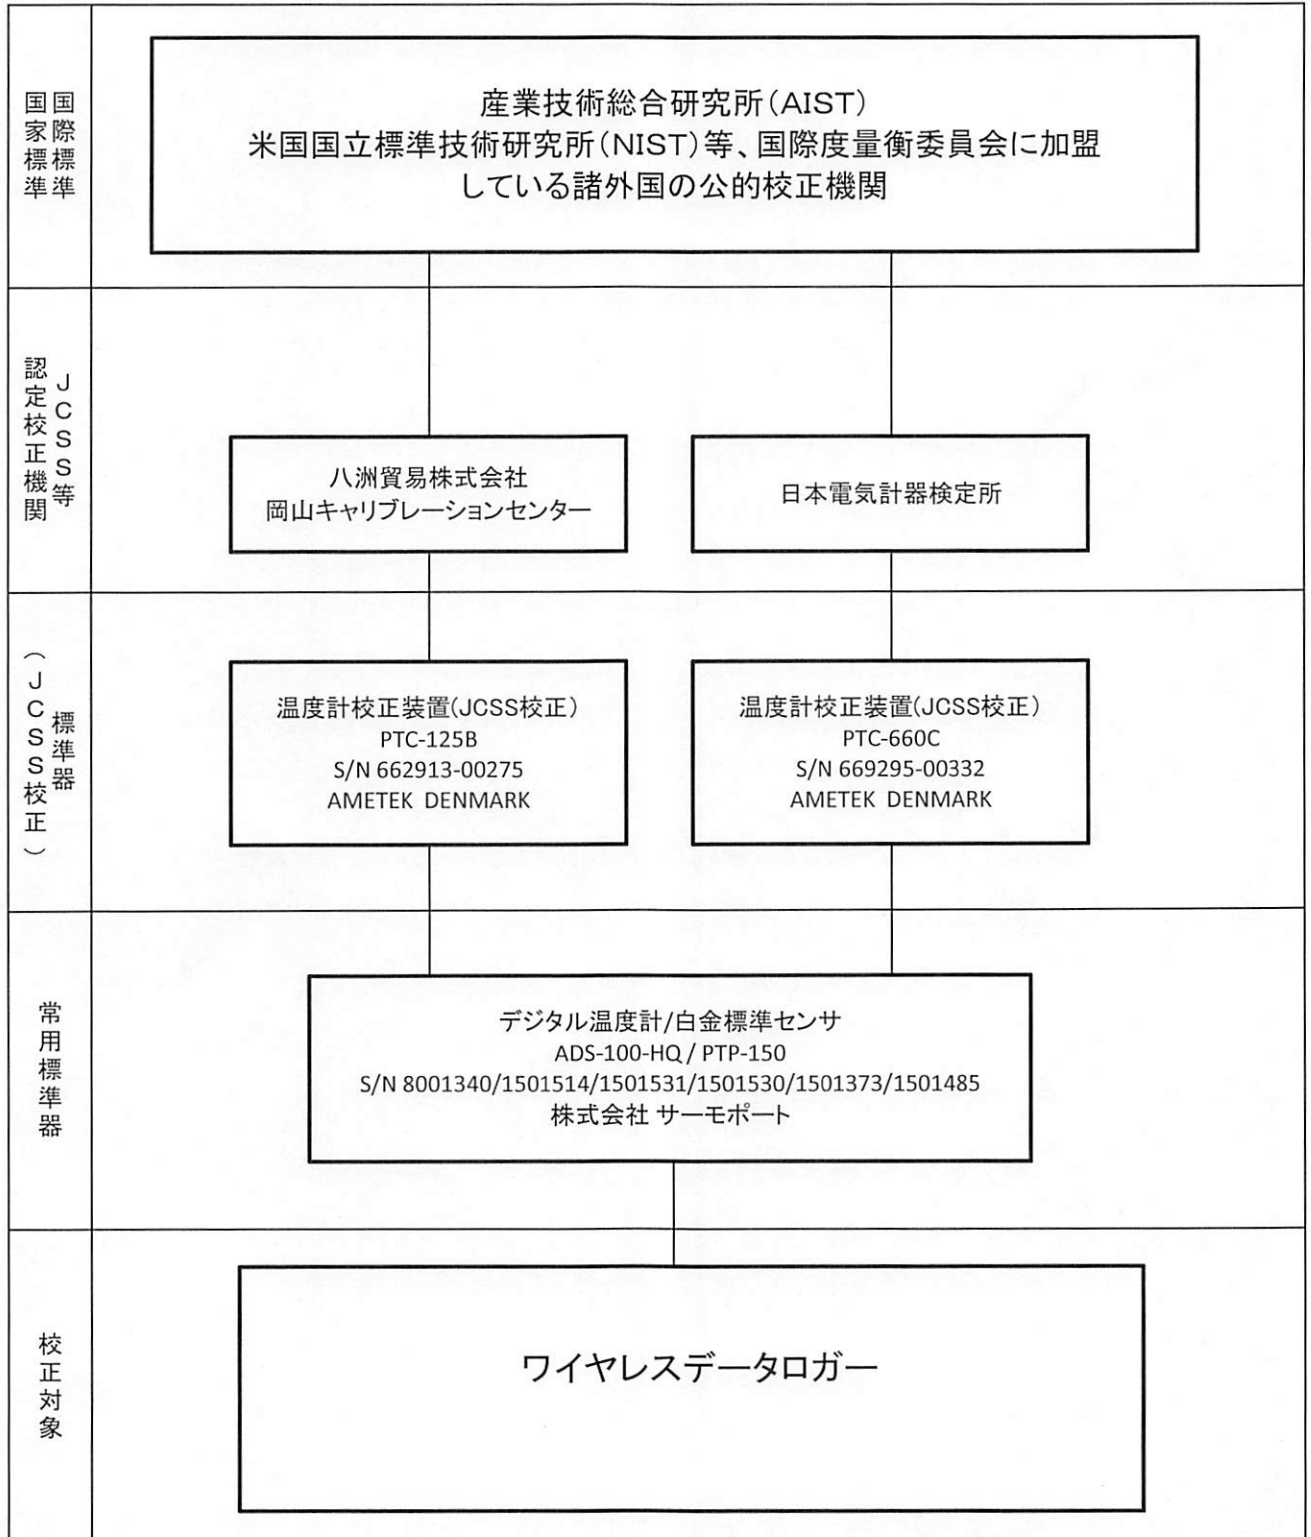 国際標準
国家標準
産業技術総合研究所(AIST)
米国国立標準技術研究所(NIST)等、国際度量衡委員会に加盟
している諸外国の公的校正機関
JCSS等
認定校正機関
八洲貿易株式会社
岡山キャリブレーションセンター
日本電気計器検定所
標準器
(JCSS校正)
温度計校正装置(JCSS校正)
PTC-125B
S/N 662913-00275
AMETEK DENMARK
温度計校正装置(JCSS校正)
PTC-660C
S/N 669295-00332
AMETEK DENMARK
常用標準器
デジタル温度計/白金標準センサ
ADS-100-HQ / PTP-150
S/N 8001340/1501514/1501531/1501530/1501373/1501485
株式会社 サーモポート
校正対象
ワイヤレスデータロガー